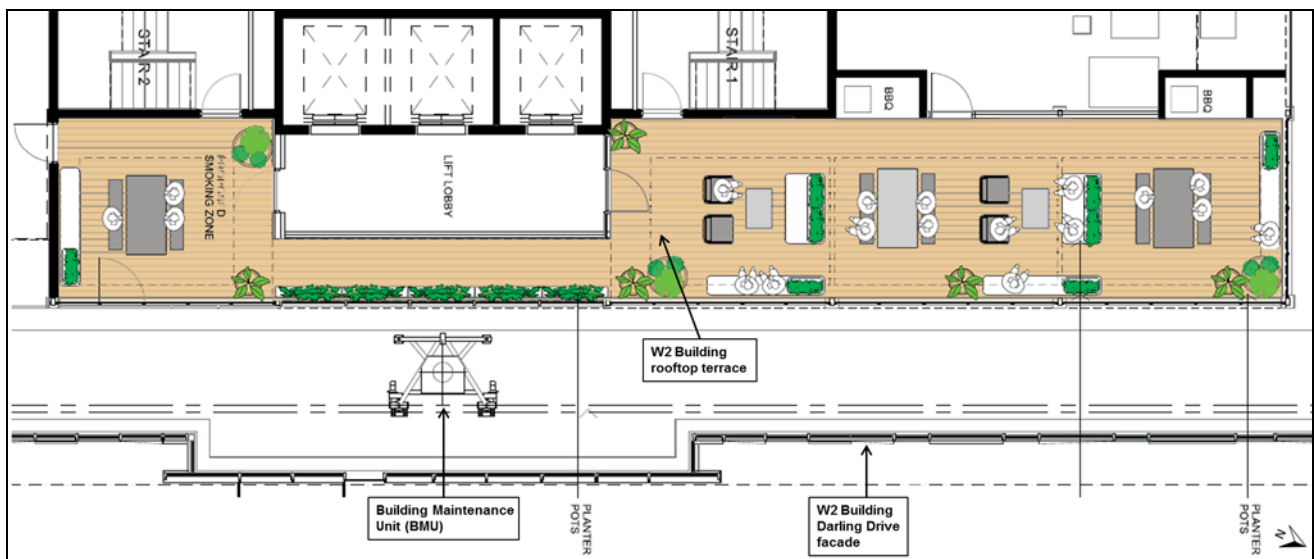 STAIR 2
STAIR 1
BBQ
BBQ
SMOKING ZONE
LIFT LOBBY
W2 Building
rooftop terrace
Building Maintenance
Unit (BMU)
PLANTER
POTS
W2 Building
Darling Drive
facade
PLANTER
POTS
N